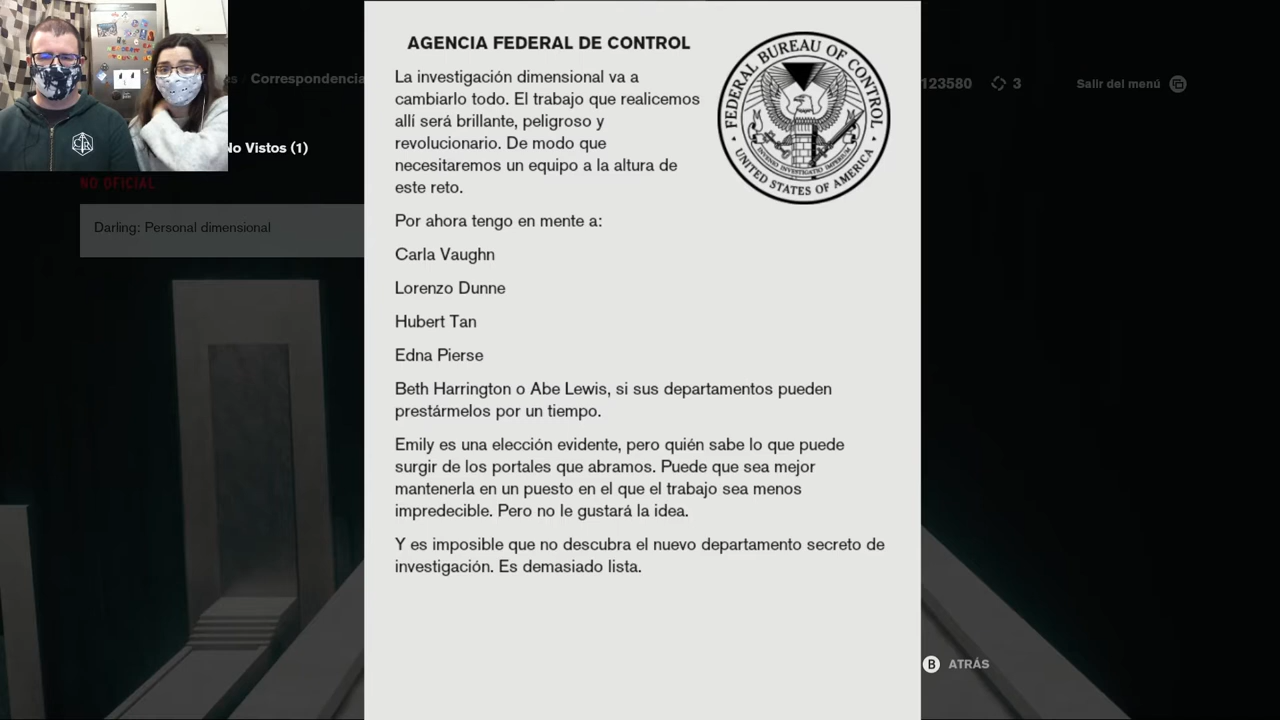 s / Correspondencia
No Vistos (1)
NO OFICIAL
Darling: Personal dimensional
AGENCIA FEDERAL DE CONTROL
La investigación dimensional va a
cambiarlo todo. El trabajo que realicemos
allí será brillante, peligroso y
revolucionario. De modo que
necesitaremos un equipo a la altura de
este reto.
Por ahora tengo en mente a:
Carla Vaughn
Lorenzo Dunne
Hubert Tan
Edna Pierse
Beth Harrington o Abe Lewis, si sus departamentos pueden
prestármelos por un tiempo.
Emily es una elección evidente, pero quién sabe lo que puede
surgir de los portales que abramos. Puede que sea mejor
mantenerla en un puesto en el que el trabajo sea menos
impredecible. Pero no le gustará la idea.
Y es imposible que no descubra el nuevo departamento secreto de
investigación. Es demasiado lista.
FEDERAL BUREAU OF CONTROL
UNITED STATES OF AMERICA
123580 3 Salir del menú
B ATRÁS